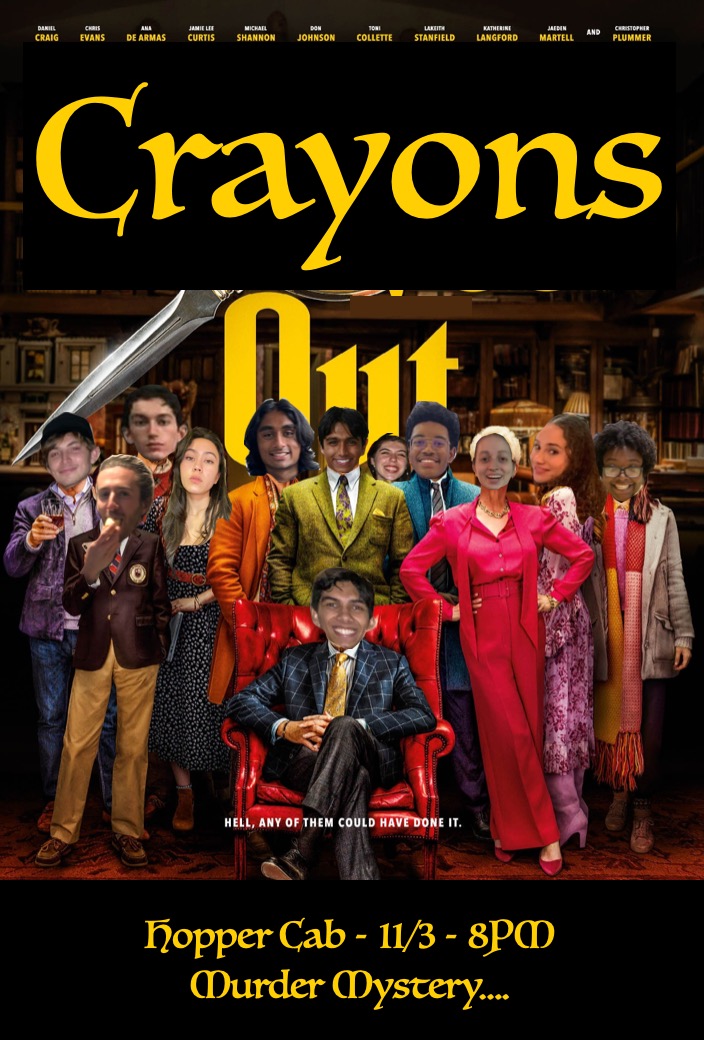 DANIEL CHRIS ANA JAMIE LEE MICHAEL DON TONI LAKEITH KATHERINE JAEDEN CHRISTOPHER
CRAIG EVANS DE ARMAS CURTIS SHANNON JOHNSON COLLETTE STANFIELD LANGFORD MARTELL AND PLUMMER
Crayons
Out
HELL, ANY OF THEM COULD HAVE DONE IT.
Hopper Cab - 11/3 - 8PM
Murder Mystery....